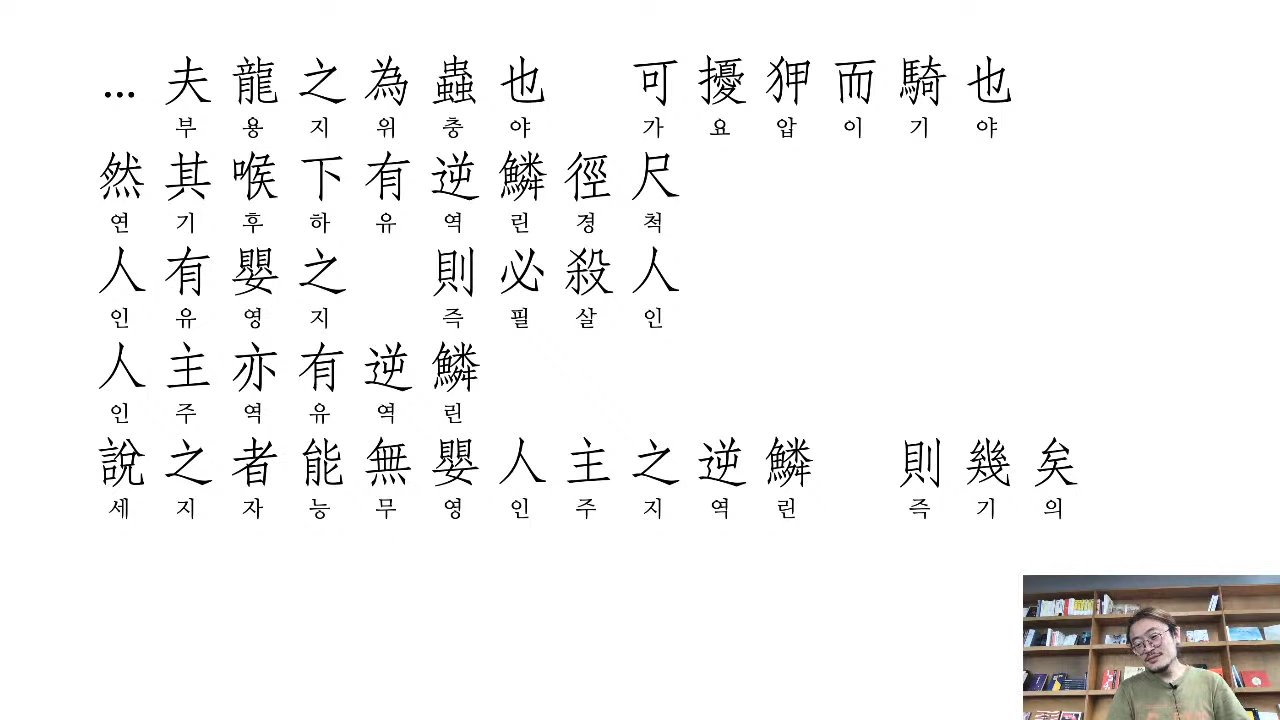 ... 夫龍之為蟲也 可擾狎而騎也
부 용 지 위 충 야 가 요 압 이 기 야
然其喉下有逆鱗徑尺
연 기 후 하 유 역 린 경 척
人有嬰之 則必殺人
인 유 영 지 즉 필 살 인
人主亦有逆鱗
인 주 역 유 역 린
說之者能無嬰人主之逆鱗 則幾矣
세 지 자 능 무 영 인 주 지 역 린 즉 기 의